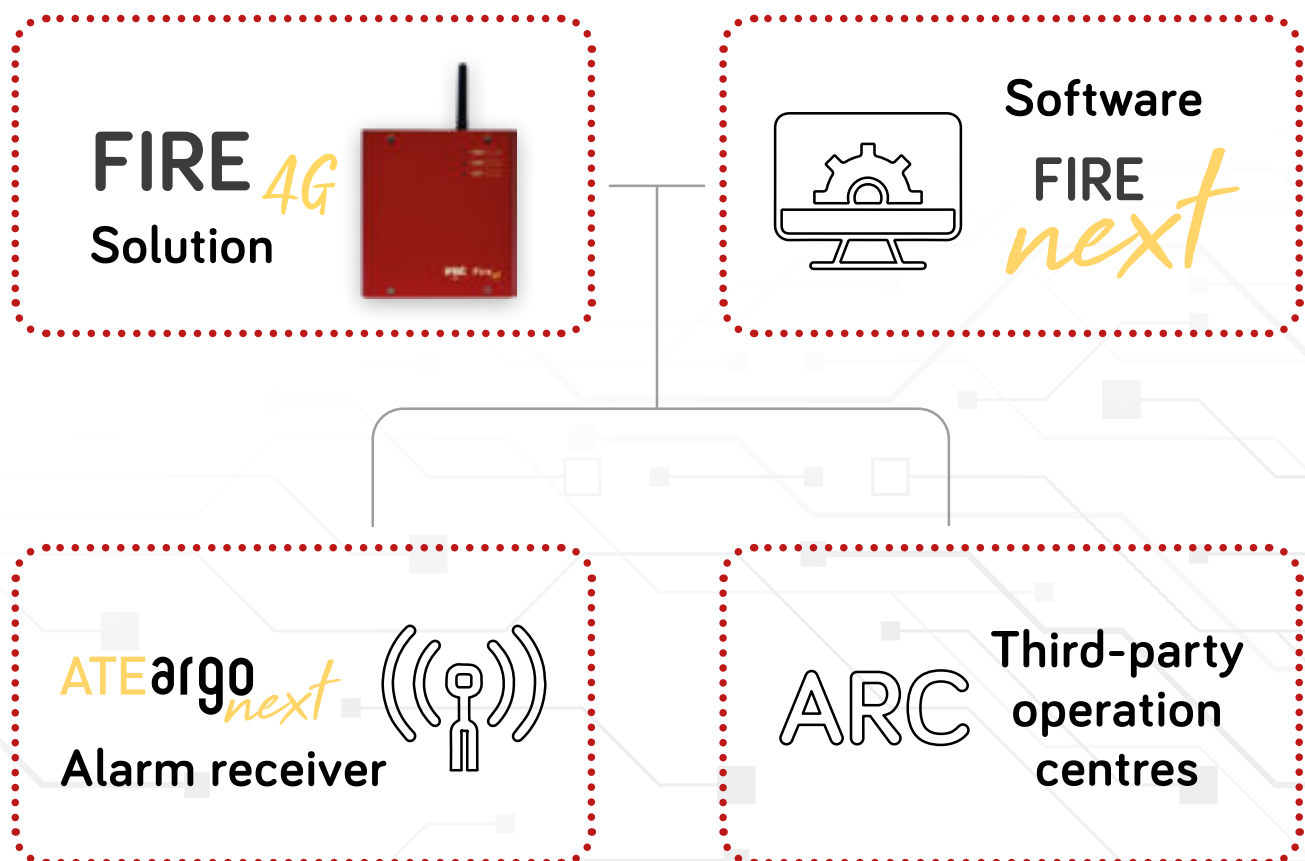 FIRE 4G
Solution
Software
FIRE
next
ATEargo
next
Alarm receiver
ARC
Third-party
operation
centres